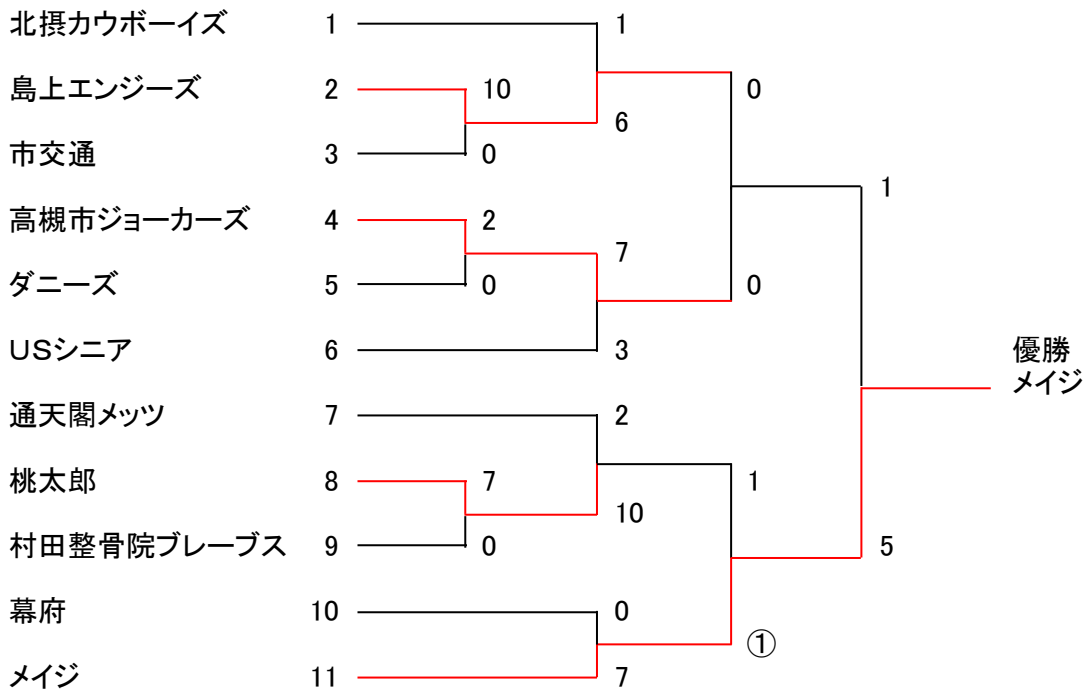 北摂カウボーイズ 1 1
島上エンジーズ 2 10 0
6
市交通 3 0
1
高槻市ジョーカーズ 4 2
7
ダニーズ 5 0 0
USシニア 6 3
優勝
メイジ
通天閣メッツ 7 2
桃太郎 8 7 1
10
村田整骨院ブレーブス 9 0 5
幕府 10 0
①
メイジ 11 7